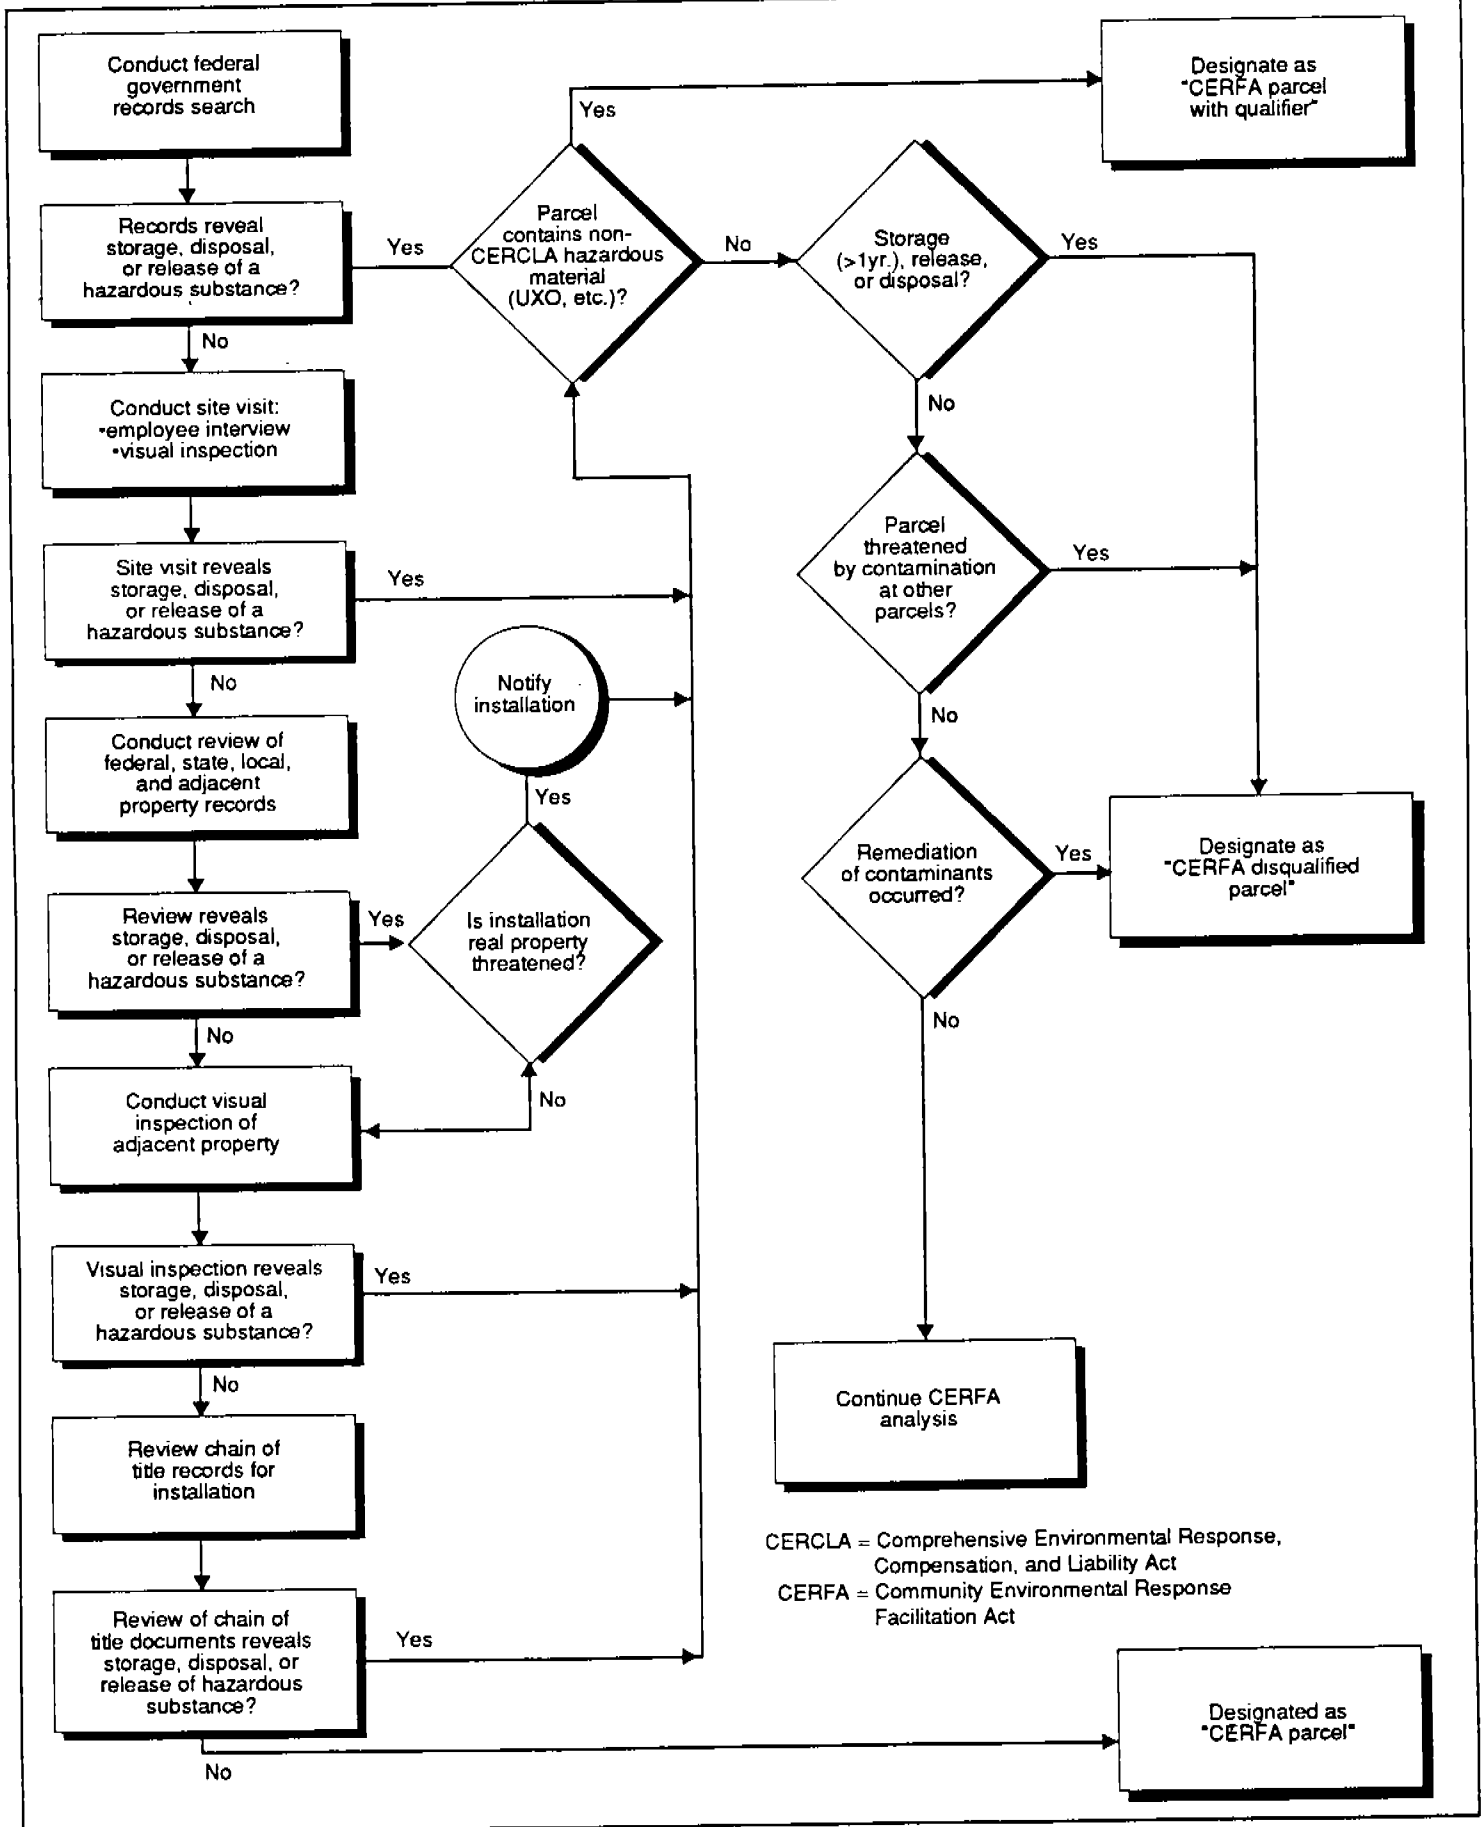 Conduct federal
government
records search
Records reveal
storage, disposal,
or release of a
hazardous substance?
Yes
No
Conduct site visit:
•employee interview
•visual inspection
Site visit reveals
storage, disposal,
or release of a
hazardous substance?
Yes
No
Conduct review of
federal, state, local,
and adjacent
property records
Review reveals
storage, disposal,
or release of a
hazardous substance?
Yes
No
Conduct visual
inspection of
adjacent property
Visual inspection reveals
storage, disposal,
or release of a
hazardous substance?
Yes
No
Review chain of
title records for
installation
Review of chain of
title documents reveals
storage, disposal, or
release of hazardous
substance?
Yes
No
Notify
installation
Yes
Is installation
real property
threatened?
No
Yes
Parcel
contains non-
CERCLA hazardous
material
(UXO, etc.)?
No
Storage
(>1yr.), release,
or disposal?
Yes
No
Parcel
threatened
by contamination
at other
parcels?
Yes
No
Remediation
of contaminants
occurred?
Yes
No
Continue CERFA
analysis
Designate as
"CERFA parcel
with qualifier"
Designate as
"CERFA disqualified
parcel"
CERCLA = Comprehensive Environmental Response,
Compensation, and Liability Act
CERFA = Community Environmental Response
Facilitation Act
Designated as
"CERFA parcel"